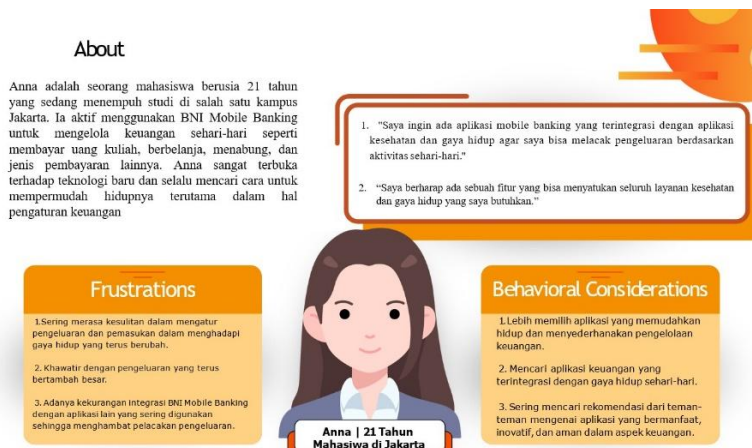 About
Anna adalah seorang mahasiswa berusia 21 tahun
yang sedang menempuh studi di salah satu kampus
Jakarta. Ia aktif menggunakan BNI Mobile Banking
untuk mengelola keuangan sehari-hari seperti
membayar uang kuliah, berbelanja, menabung, dan
jenis pembayaran lainnya. Anna sangat terbuka
terhadap teknologi baru dan selalu mencari cara untuk
mempermudah hidupnya terutama dalam hal
pengaturan keuangan
1. "Saya ingin ada aplikasi mobile banking yang terintegrasi dengan aplikasi
kesehatan dan gaya hidup agar saya bisa melacak pengeluaran berdasarkan
aktivitas sehari-hari."
2. “Saya berharap ada sebuah fitur yang bisa menyatukan seluruh layanan kesehatan
dan gaya hidup yang saya butuhkan.”
Frustrations
1.Sering merasa kesulitan dalam mengatur
pengeluaran dan pemasukan dalam menghadapi
gaya hidup yang terus berubah.
2. Khawatir dengan pengeluaran yang terus
bertambah besar.
3. Adanya kekurangan integrasi BNI Mobile Banking
dengan aplikasi lain yang sering digunakan
sehingga menghambat pelacakan pengeluaran.
Anna | 21 Tahun
Mahasiwa di Jakarta
Behavioral Considerations
1.Lebih memilih aplikasi yang memudahkan
hidup dan menyederhanakan pengelolaan
keuangan.
2. Mencari aplikasi keuangan yang
terintegrasi dengan gaya hidup sehari-hari.
3. Sering mencari rekomendasi dari teman-
teman mengenai aplikasi yang bermanfaat,
inovatif, dan aman dalam aspek keuangan.